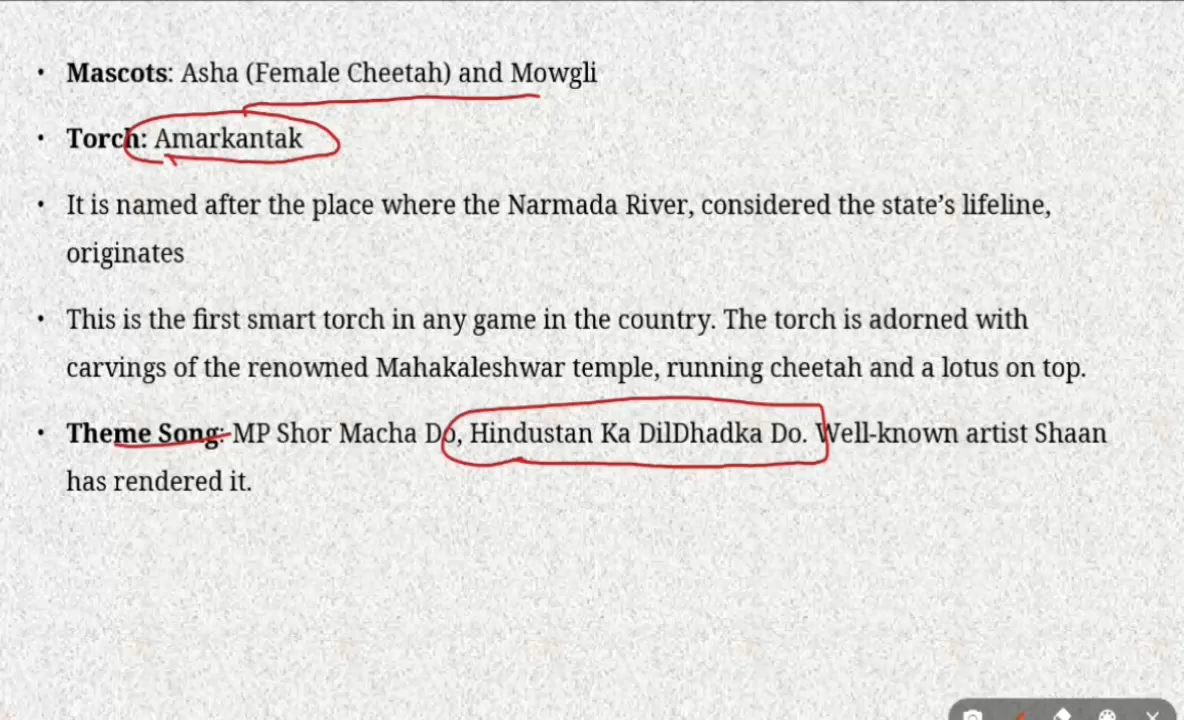 • Mascots: Asha (Female Cheetah) and Mowgli
• Torch: Amarkantak
• It is named after the place where the Narmada River, considered the state’s lifeline,
originates
• This is the first smart torch in any game in the country. The torch is adorned with
carvings of the renowned Mahakaleshwar temple, running cheetah and a lotus on top.
• Theme Song: MP Shor Macha Do, Hindustan Ka DilDhadka Do. Well-known artist Shaan
has rendered it.